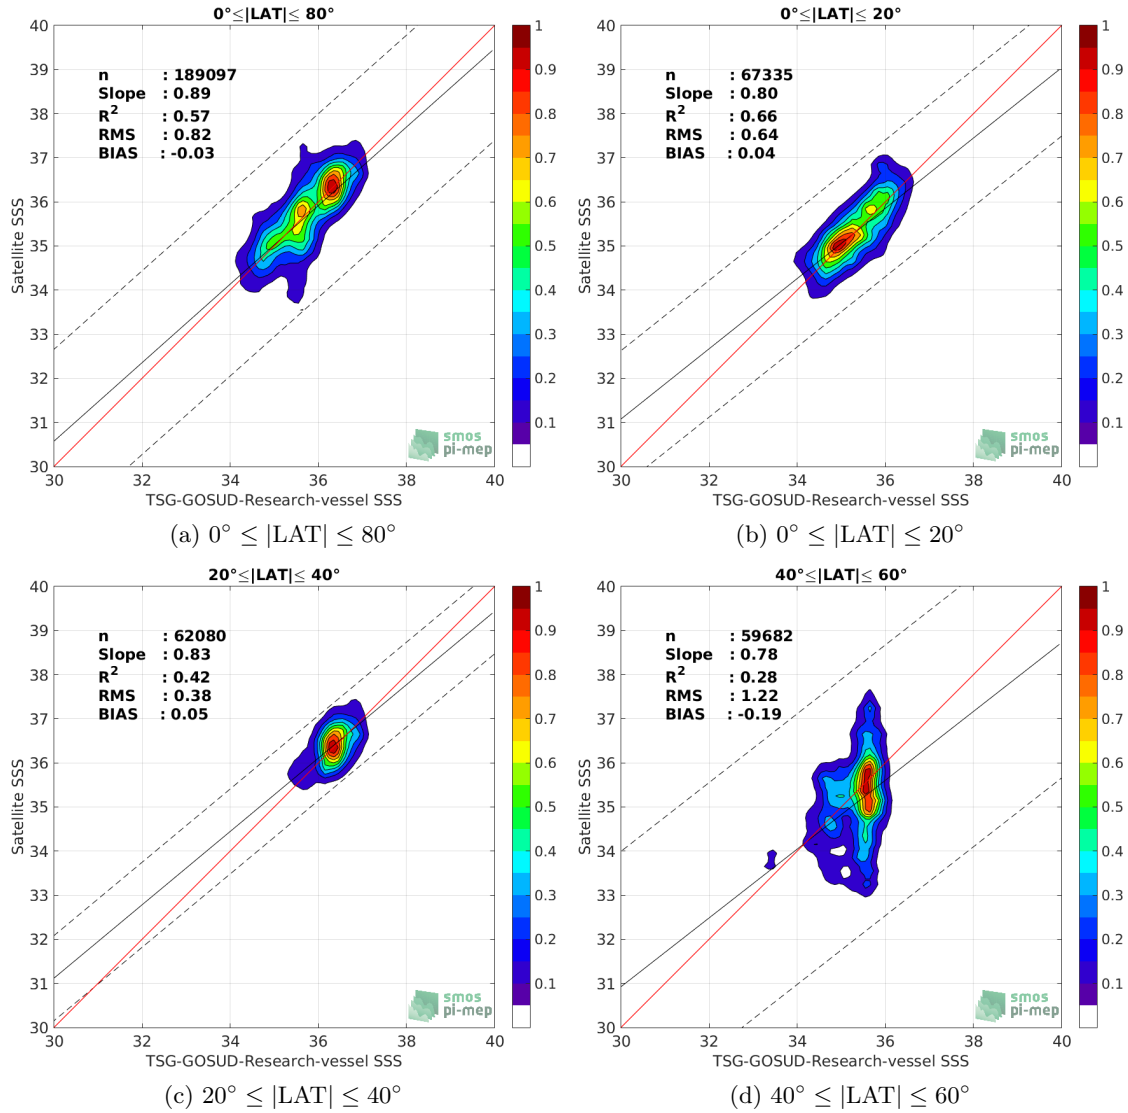 0°≤|LAT|≤ 80°
40
39
38
37
36
35
34
33
32
31
30
Satellite SSS
n : 189097
Slope : 0.89
R² : 0.57
RMS : 0.82
BIAS : -0.03
smos
pi-mep
30 32 34 36 38 40
TSG-GOSUD-Research-vessel SSS
1
0.9
0.8
0.7
0.6
0.5
0.4
0.3
0.2
0.1
(a) 0° ≤ |LAT| ≤ 80°
0°≤|LAT|≤ 20°
40
39
38
37
36
35
34
33
32
31
30
Satellite SSS
n : 67335
Slope : 0.80
R² : 0.66
RMS : 0.64
BIAS : 0.04
smos
pi-mep
30 32 34 36 38 40
TSG-GOSUD-Research-vessel SSS
1
0.9
0.8
0.7
0.6
0.5
0.4
0.3
0.2
0.1
(b) 0° ≤ |LAT| ≤ 20°
20°≤|LAT|≤ 40°
40
39
38
37
36
35
34
33
32
31
30
Satellite SSS
n : 62080
Slope : 0.83
R² : 0.42
RMS : 0.38
BIAS : 0.05
smos
pi-mep
30 32 34 36 38 40
TSG-GOSUD-Research-vessel SSS
1
0.9
0.8
0.7
0.6
0.5
0.4
0.3
0.2
0.1
(c) 20° ≤ |LAT| ≤ 40°
40°≤|LAT|≤ 60°
40
39
38
37
36
35
34
33
32
31
30
Satellite SSS
n : 59682
Slope : 0.78
R² : 0.28
RMS : 1.22
BIAS : -0.19
smos
pi-mep
30 32 34 36 38 40
TSG-GOSUD-Research-vessel SSS
1
0.9
0.8
0.7
0.6
0.5
0.4
0.3
0.2
0.1
(d) 40° ≤ |LAT| ≤ 60°